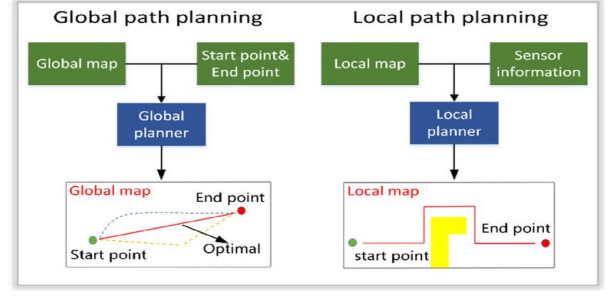 Global path planning
Global map
Start point&
End point
Global
planner
Global map
End point
Start point
Optimal
Local path planning
Local map
Sensor
information
Local
planner
Local map
End point
start point